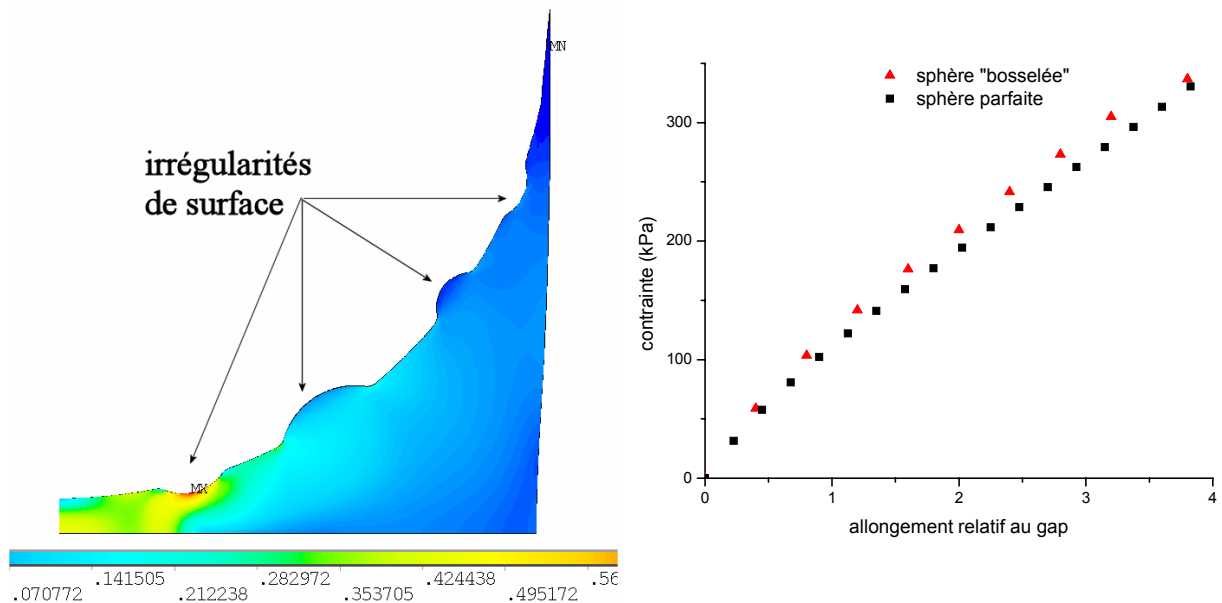 MN
irrégularités
de surface
MX
.070772
.141505
.212238
.282972
.353705
.424438
.495172
.56
sphère "bosselée"
sphère parfaite
contrainte (kPa)
300
200
100
0
0
1
2
3
4
allongement relatif au gap